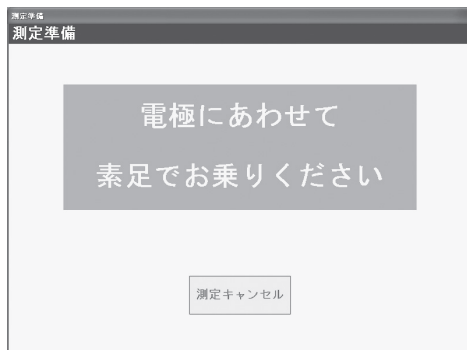 測定準備
測定準備
電極にあわせて
素足でお乗りください
測定キャンセル